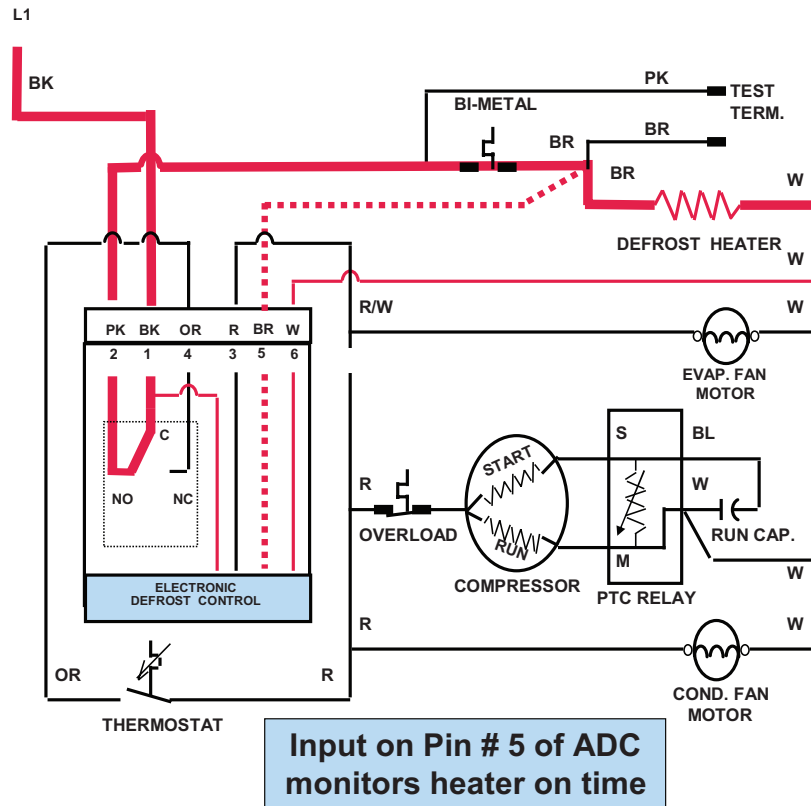 L1
BK
PK
TEST
TERM.
BI-METAL
BR
BR
BR
W
DEFROST HEATER
W
R/W
W
PK BK OR R BR W
2 1 4 3 5 6
EVAP. FAN
MOTOR
C
NO
NC
S
BL
START
R
W
OVERLOAD
RUN
RUN CAP.
M
COMPRESSOR
W
PTC RELAY
ELECTRONIC
DEFROST CONTROL
R
W
OR
R
THERMOSTAT
COND. FAN
MOTOR
Input on Pin # 5 of ADC
monitors heater on time